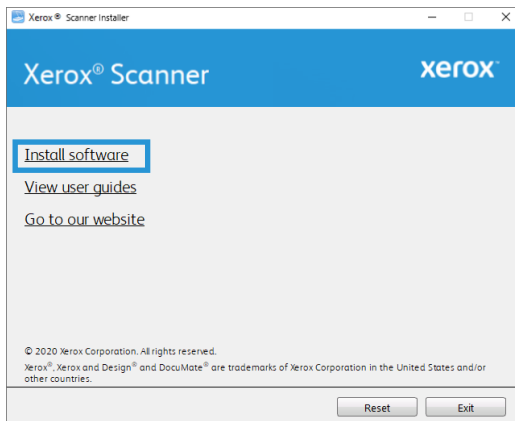 Xerox® Scanner Installer
Xerox® Scanner
xerox™
Install software
View user guides
Go to our website
© 2020 Xerox Corporation. All rights reserved.
Xerox®, Xerox and Design® and DocuMate® are trademarks of Xerox Corporation in the United States and/or
other countries.
Reset
Exit